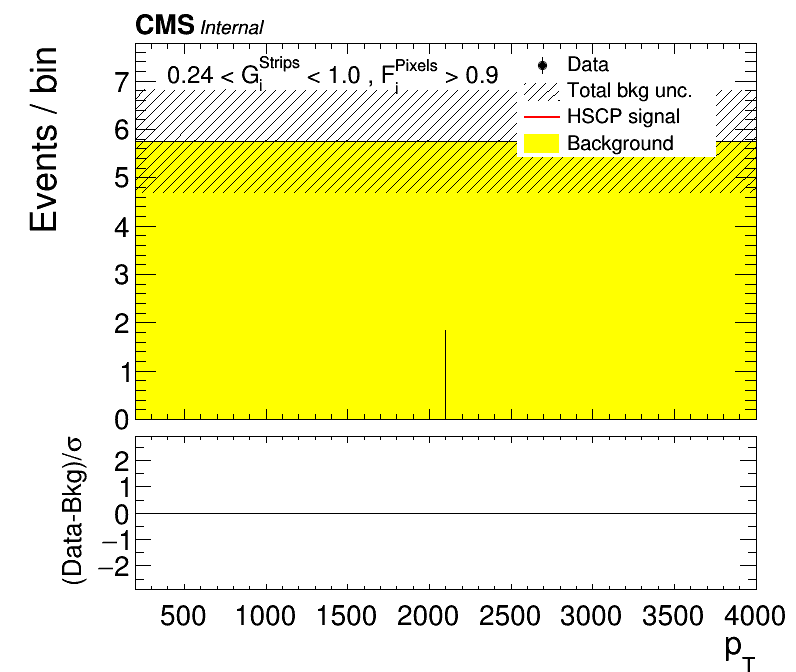 CMS Internal
0.24 < G_i^Strips < 1.0 , F_i^Pixels > 0.9
Data
Total bkg unc.
HSCP signal
Background
Events / bin
7
6
5
4
3
2
1
0
(Data-Bkg)/σ
2
1
0
−1
−2
500 1000 1500 2000 2500 3000 3500 4000
p_T